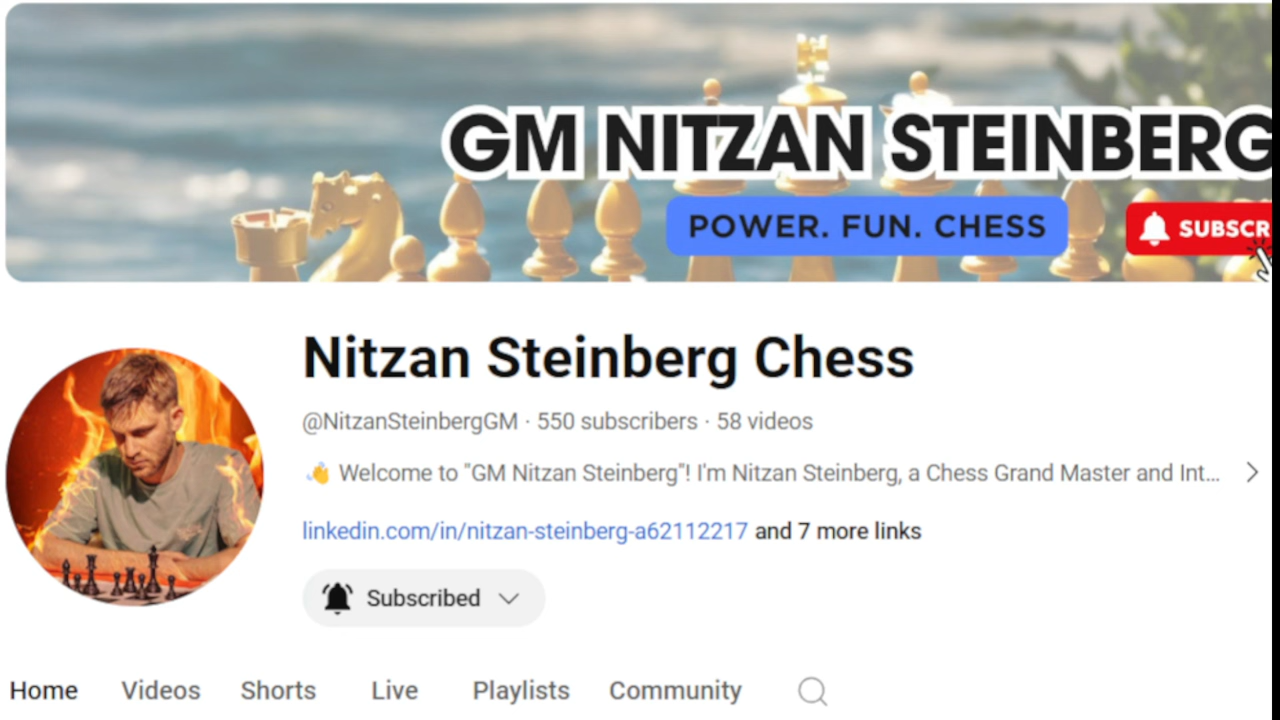 GM NITZAN STEINBERG
POWER. FUN. CHESS
SUBSCR
Nitzan Steinberg Chess
@NitzanSteinbergGM · 550 subscribers · 58 videos
👋 Welcome to "GM Nitzan Steinberg"! I'm Nitzan Steinberg, a Chess Grand Master and Int...
linkedin.com/in/nitzan-steinberg-a62112217 and 7 more links
Subscribed
Home Videos Shorts Live Playlists Community